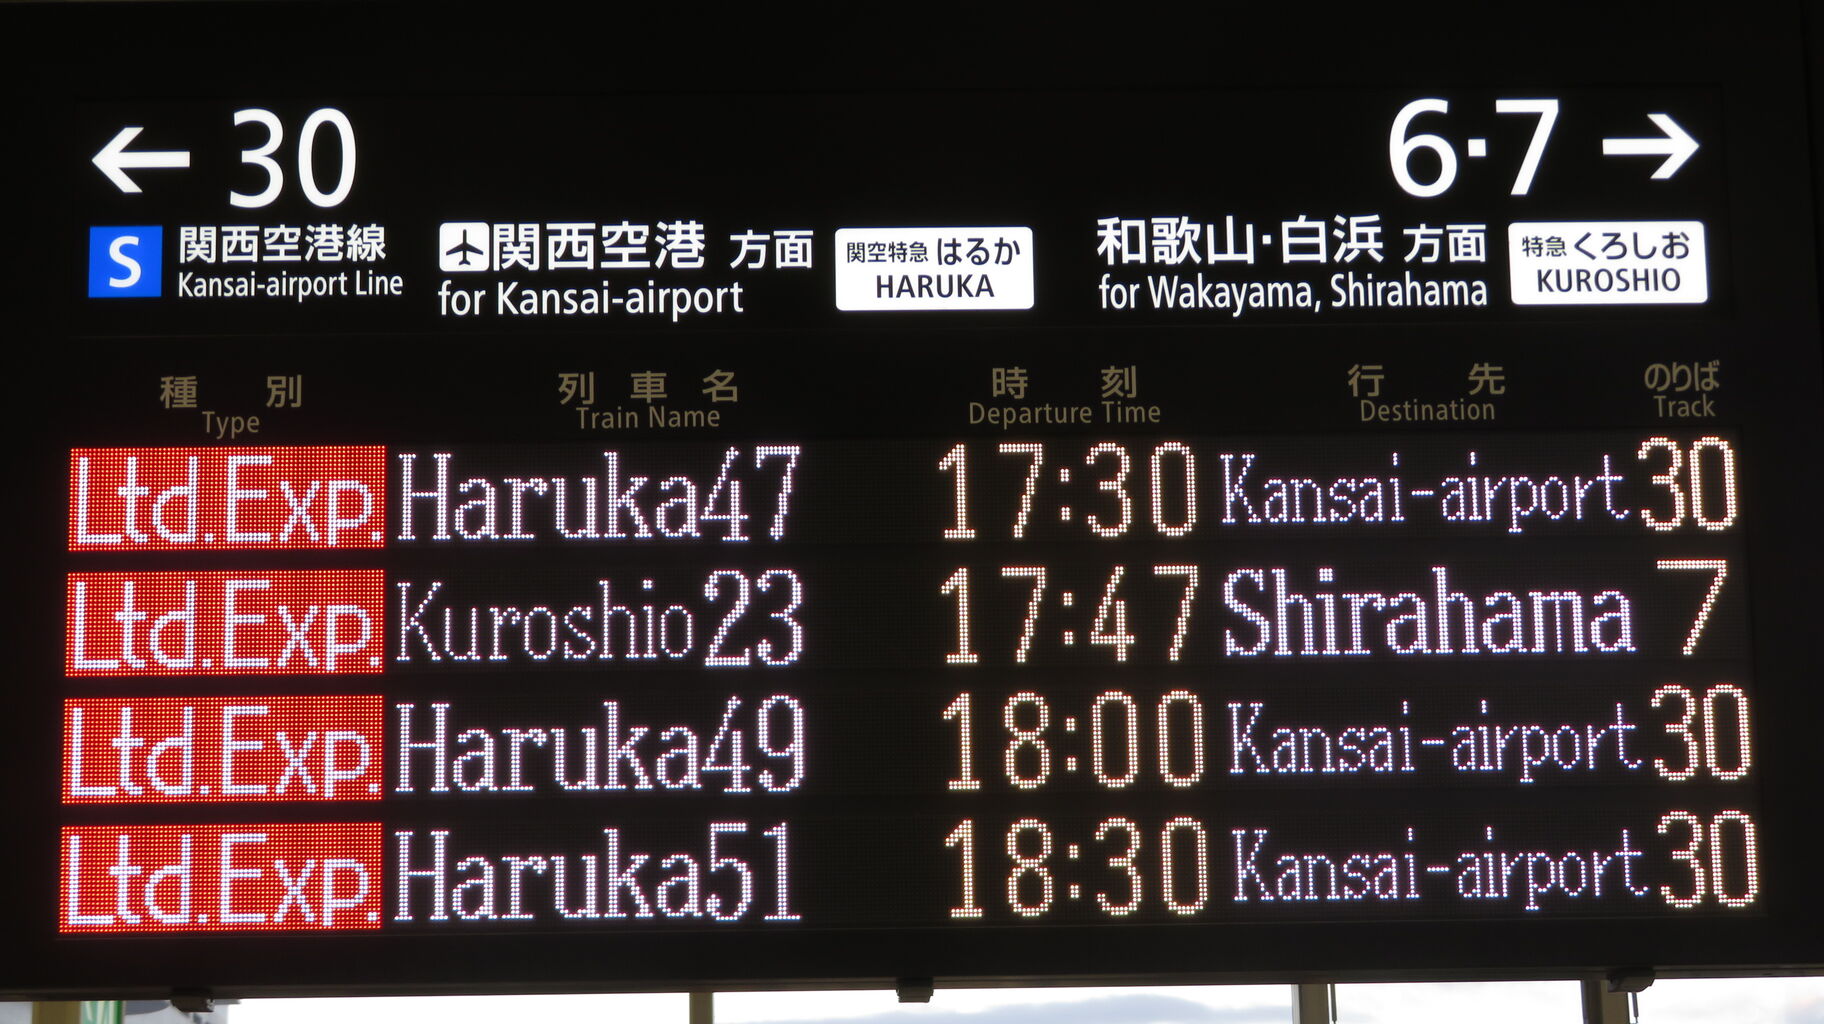 ← 30
6·7 →
S 関西空港線
Kansai-airport Line
関西空港 方面
for Kansai-airport
関空特急 はるか
HARUKA
和歌山·白浜 方面
for Wakayama, Shirahama
特急 くろしお
KUROSHIO
種別 列車名 時刻 行先 のりば
Type Train Name Departure Time Destination Track
Ltd.Exp. Haruka47 17:30 Kansai-airport 30
Ltd.Exp. Kuroshio23 17:47 Shirahama 7
Ltd.Exp. Haruka49 18:00 Kansai-airport 30
Ltd.Exp. Haruka51 18:30 Kansai-airport 30